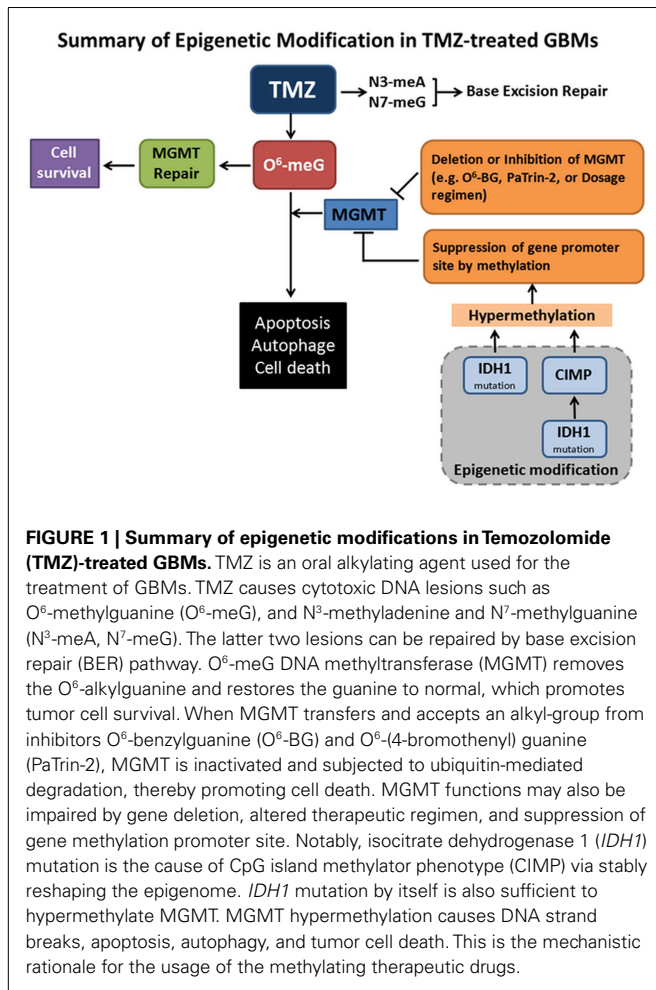 Summary of Epigenetic Modification in TMZ-treated GBMs
TMZ
N3-meA
N7-meG
Base Excision Repair
Cell
survival
MGMT
Repair
O⁶-meG
Deletion or Inhibition of MGMT
(e.g. O⁶-BG, PaTrin-2, or Dosage
regimen)
MGMT
Suppression of gene promoter
site by methylation
Apoptosis
Autophage
Cell death
Hypermethylation
IDH1
mutation
CIMP
IDH1
mutation
Epigenetic modification
FIGURE 1 | Summary of epigenetic modifications in Temozolomide
(TMZ)-treated GBMs. TMZ is an oral alkylating agent used for the
treatment of GBMs. TMZ causes cytotoxic DNA lesions such as
O⁶-methylguanine (O⁶-meG), and N³-methyladenine and N⁷-methylguanine
(N³-meA, N⁷-meG). The latter two lesions can be repaired by base excision
repair (BER) pathway. O⁶-meG DNA methyltransferase (MGMT) removes
the O⁶-alkylguanine and restores the guanine to normal, which promotes
tumor cell survival. When MGMT transfers and accepts an alkyl-group from
inhibitors O⁶-benzylguanine (O⁶-BG) and O⁶-(4-bromothenyl) guanine
(PaTrin-2), MGMT is inactivated and subjected to ubiquitin-mediated
degradation, thereby promoting cell death. MGMT functions may also be
impaired by gene deletion, altered therapeutic regimen, and suppression of
gene methylation promoter site. Notably, isocitrate dehydrogenase 1 (IDH1)
mutation is the cause of CpG island methylator phenotype (CIMP) via stably
reshaping the epigenome. IDH1 mutation by itself is also sufficient to
hypermethylate MGMT. MGMT hypermethylation causes DNA strand
breaks, apoptosis, autophagy, and tumor cell death. This is the mechanistic
rationale for the usage of the methylating therapeutic drugs.